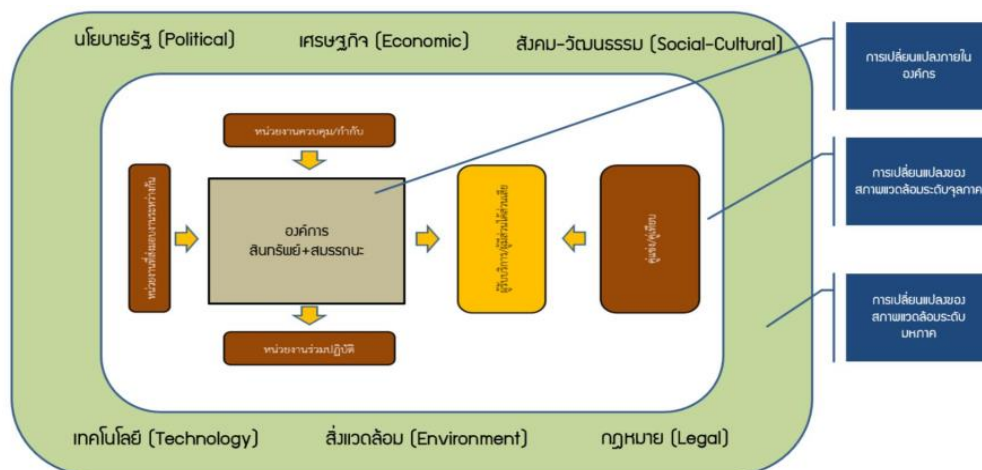 นโยบายรัฐ (Political)
เศรษฐกิจ (Economic)
สังคม-วัฒนธรรม (Social-Cultural)
การเปลี่ยนแปลงภายใน
องค์กร
หน่วยงานควบคุม/กำกับ
หน่วยงานที่ส่งมอบงานระหว่างกัน
องค์การ
สินทรัพย์+สมรรถนะ
ผู้รับบริการ/ผู้มีส่วนได้ส่วนเสีย
คู่แข่ง/คู่เทียบ
การเปลี่ยนแปลงของ
สภาพแวดล้อมระดับจุลภาค
หน่วยงานร่วมปฏิบัติ
การเปลี่ยนแปลงของ
สภาพแวดล้อมระดับ
มหภาค
เทคโนโลยี (Technology)
สิ่งแวดล้อม (Environment)
กฎหมาย (Legal)